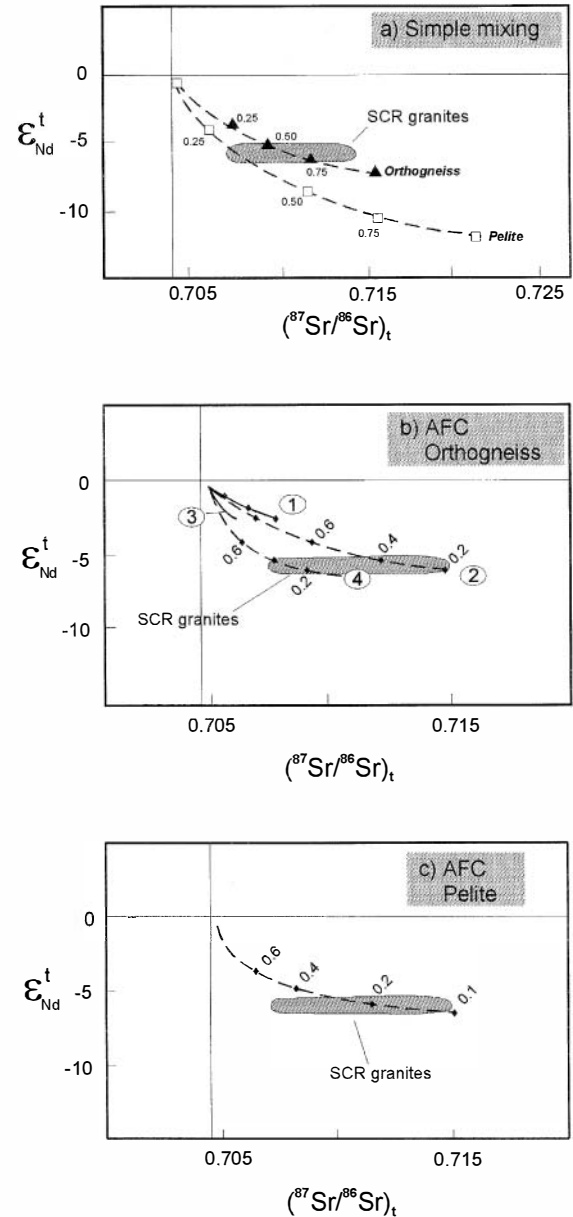 a) Simple mixing
0
SCR granites
0.25
0.50
0.25
0.75
Orthogneiss
εNd^t
-5
0.50
-10
0.75
Pelite
0.705
0.715
0.725
(87Sr/86Sr)t
b) AFC
Orthogneiss
0
1
3
0.6
0.4
0.2
εNd^t
0.6
-5
0.2
4
2
SCR granites
-10
0.705
0.715
(87Sr/86Sr)t
c) AFC
Pelite
0
0.6
0.4
0.2
0.1
εNd^t
-5
SCR granites
-10
0.705
0.715
(87Sr/86Sr)t